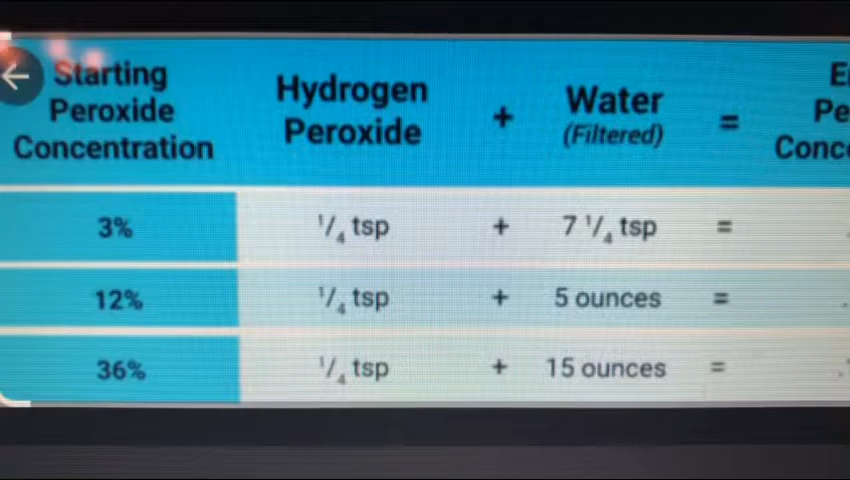 Starting Peroxide Concentration
Hydrogen Peroxide
+
Water (Filtered)
=
3% 1/4 tsp + 7 1/4 tsp =
12% 1/4 tsp + 5 ounces =
36% 1/4 tsp + 15 ounces =